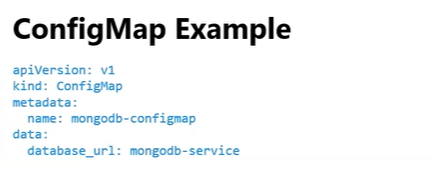 ConfigMap Example
apiVersion: v1
kind: ConfigMap
metadata:
  name: mongodb-configmap
data:
  database_url: mongodb-service